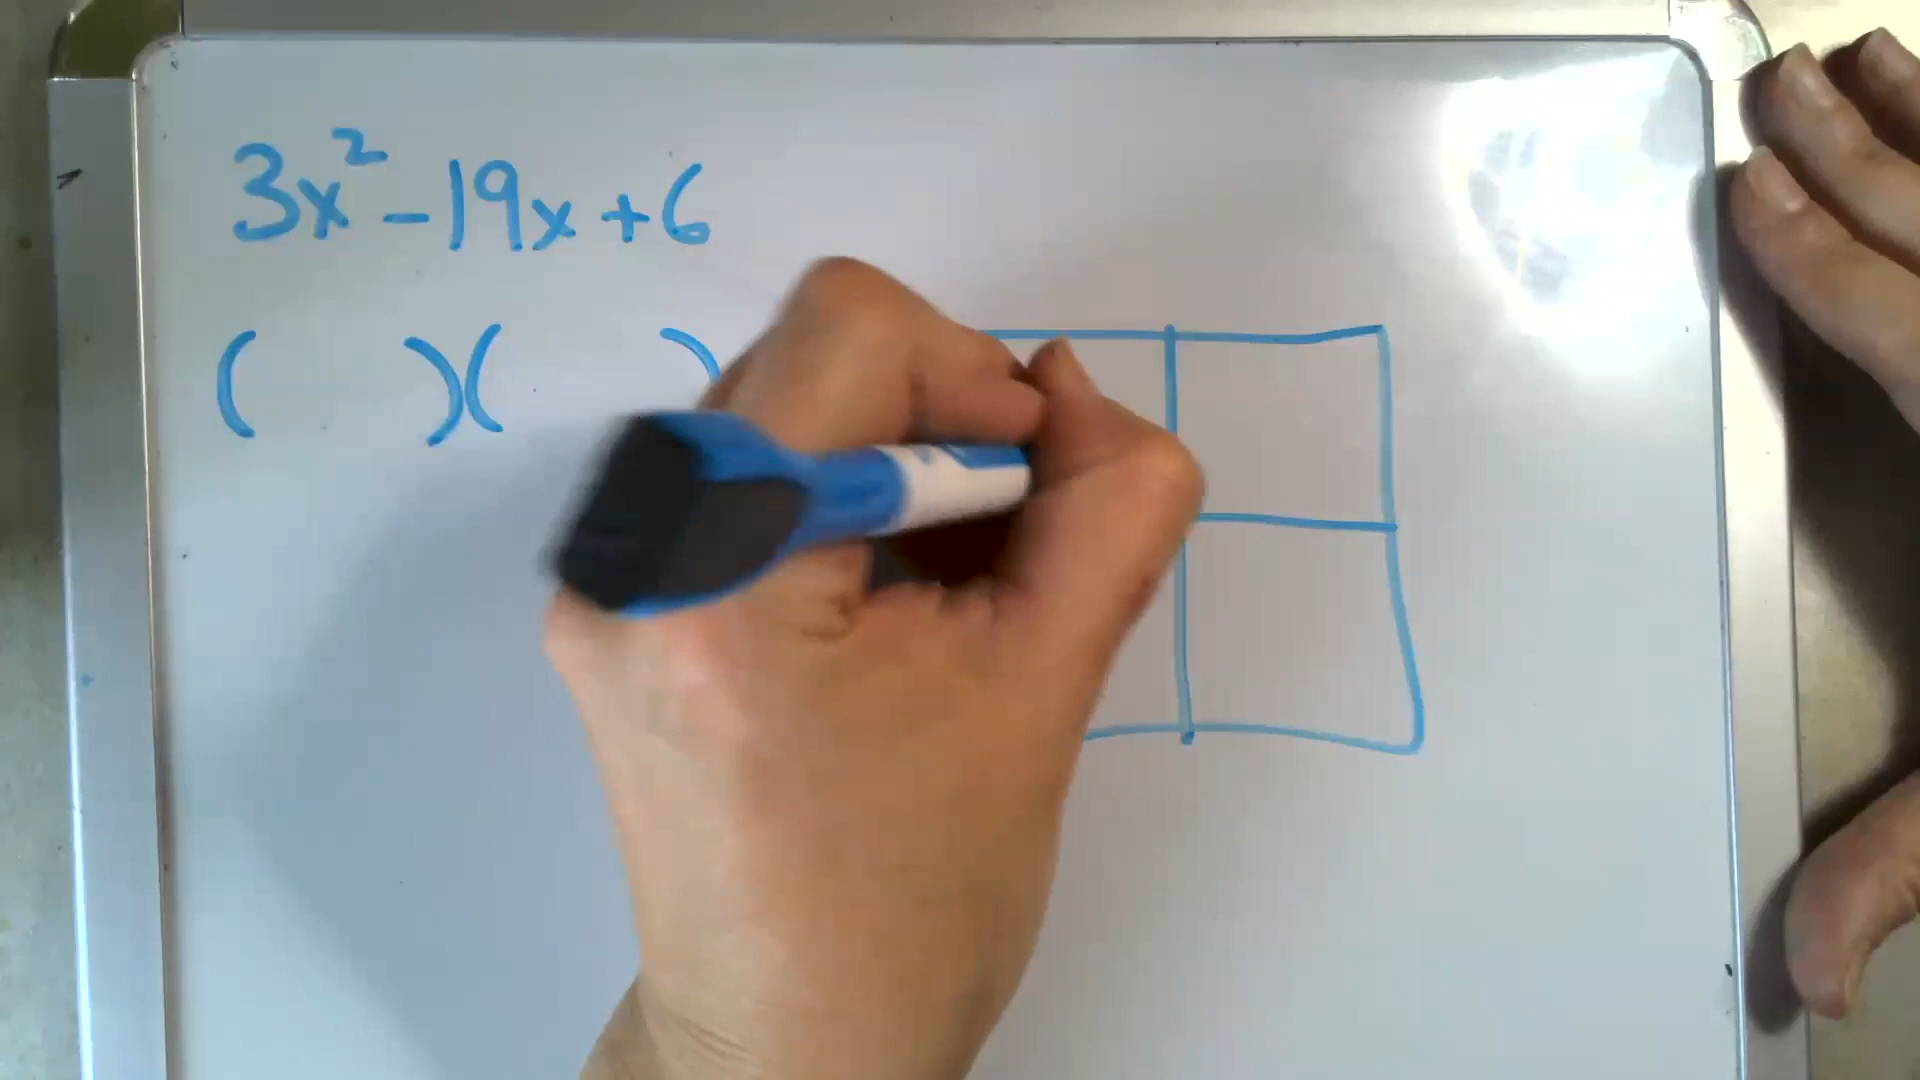 3x² -19x +6
(    )(    )